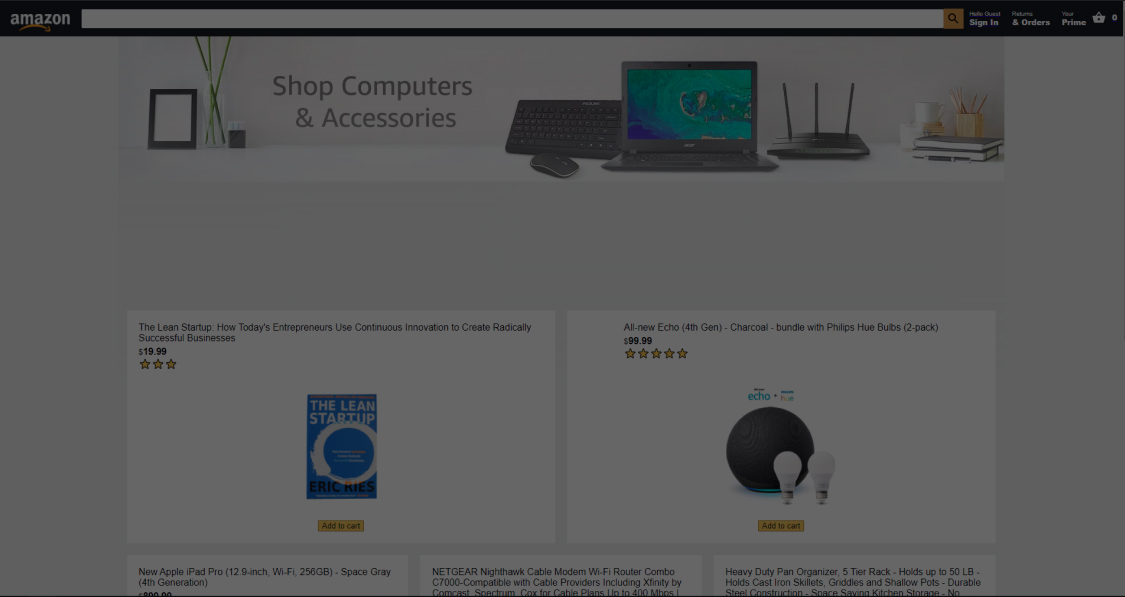 amazon
Hello Guest
Sign In
Returns
& Orders
Your
Prime
0
Shop Computers
& Accessories
acer
The Lean Startup: How Today's Entrepreneurs Use Continuous Innovation to Create Radically
Successful Businesses
$19.99
THE LEAN
STARTUP
ERIC RIES
Add to cart
All-new Echo (4th Gen) - Charcoal - bundle with Philips Hue Bulbs (2-pack)
$99.99
echo • hue
Add to cart
New Apple iPad Pro (12.9-inch, Wi-Fi, 256GB) - Space Gray
(4th Generation)
$899.99
NETGEAR Nighthawk Cable Modem Wi-Fi Router Combo
C7000-Compatible with Cable Providers Including Xfinity by
Comcast, Spectrum, Cox for Cable Plans Up to 400 Mbps |
Heavy Duty Pan Organizer, 5 Tier Rack - Holds up to 50 LB -
Holds Cast Iron Skillets, Griddles and Shallow Pots - Durable
Steel Construction - Space Saving Kitchen Storage - No